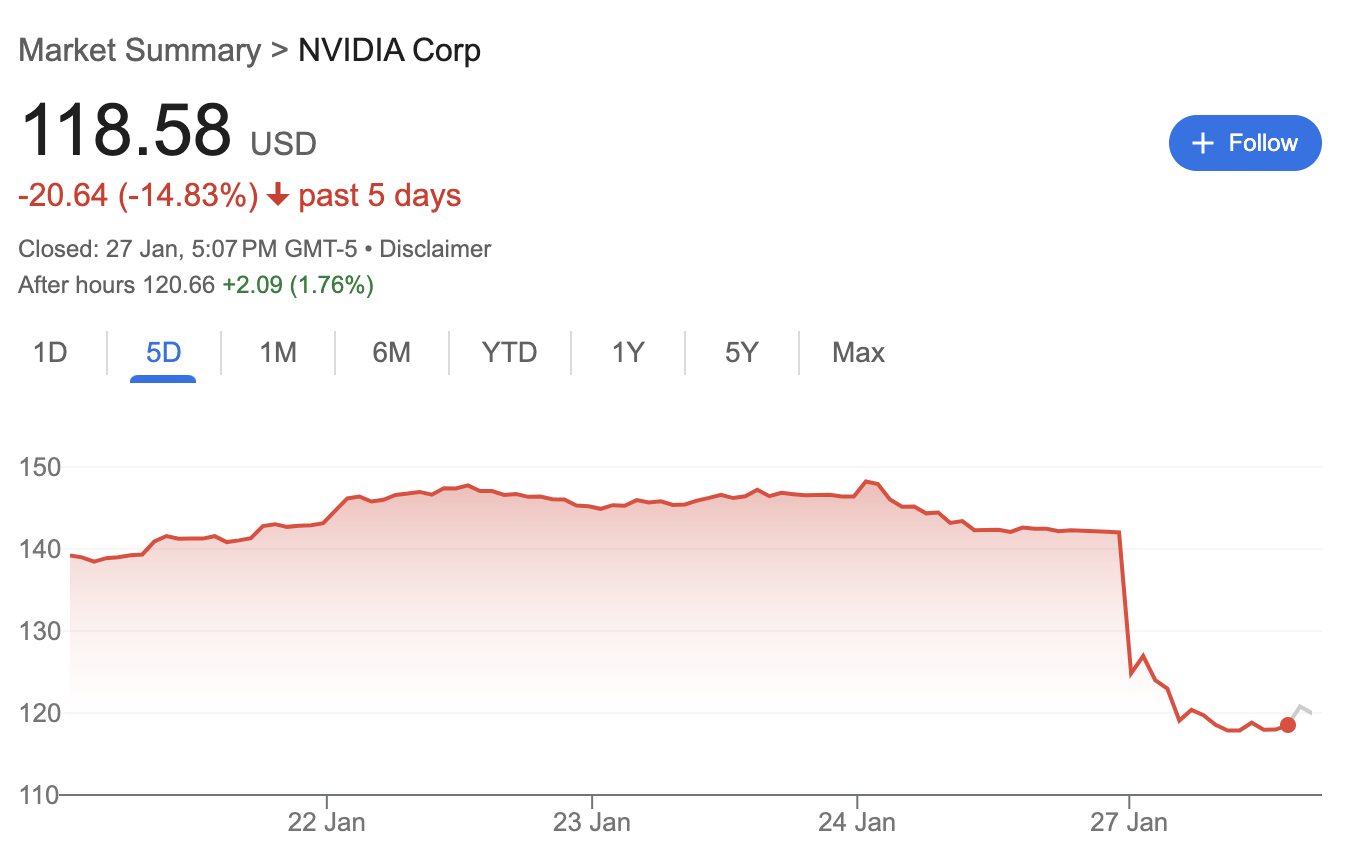 Market Summary > NVIDIA Corp
118.58 USD
+ Follow
-20.64 (-14.83%) ↓ past 5 days
Closed: 27 Jan, 5:07 PM GMT-5 • Disclaimer
After hours 120.66 +2.09 (1.76%)
1D 5D 1M 6M YTD 1Y 5Y Max
150
140
130
120
110
22 Jan 23 Jan 24 Jan 27 Jan